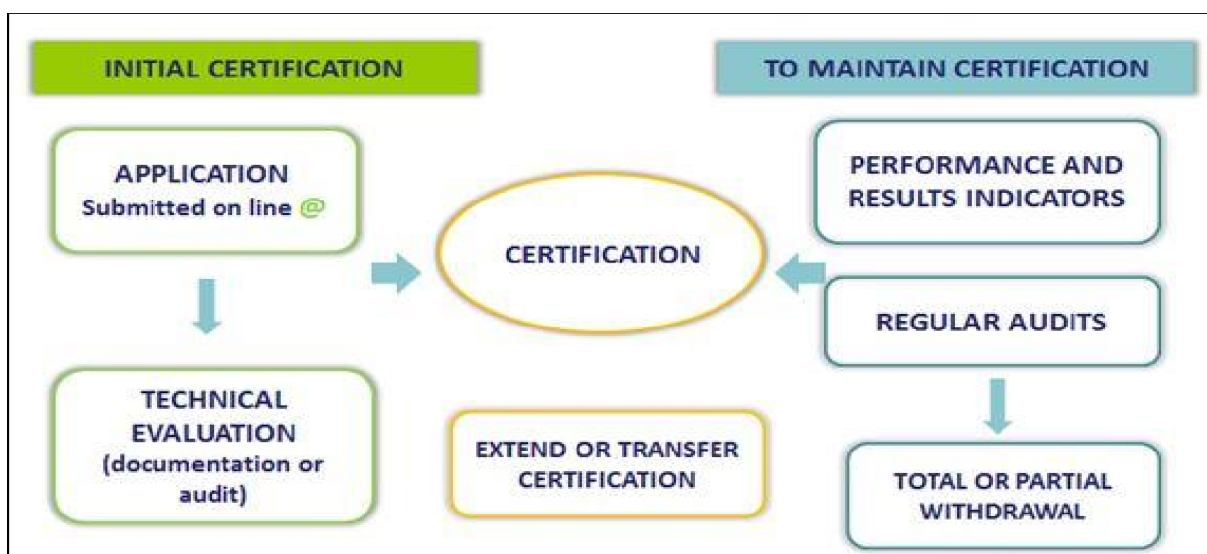 INITIAL CERTIFICATION
APPLICATION
Submitted on line @
TECHNICAL
EVALUATION
(documentation or
audit)
CERTIFICATION
EXTEND OR TRANSFER
CERTIFICATION
TO MAINTAIN CERTIFICATION
PERFORMANCE AND
RESULTS INDICATORS
REGULAR AUDITS
TOTAL OR PARTIAL
WITHDRAWAL